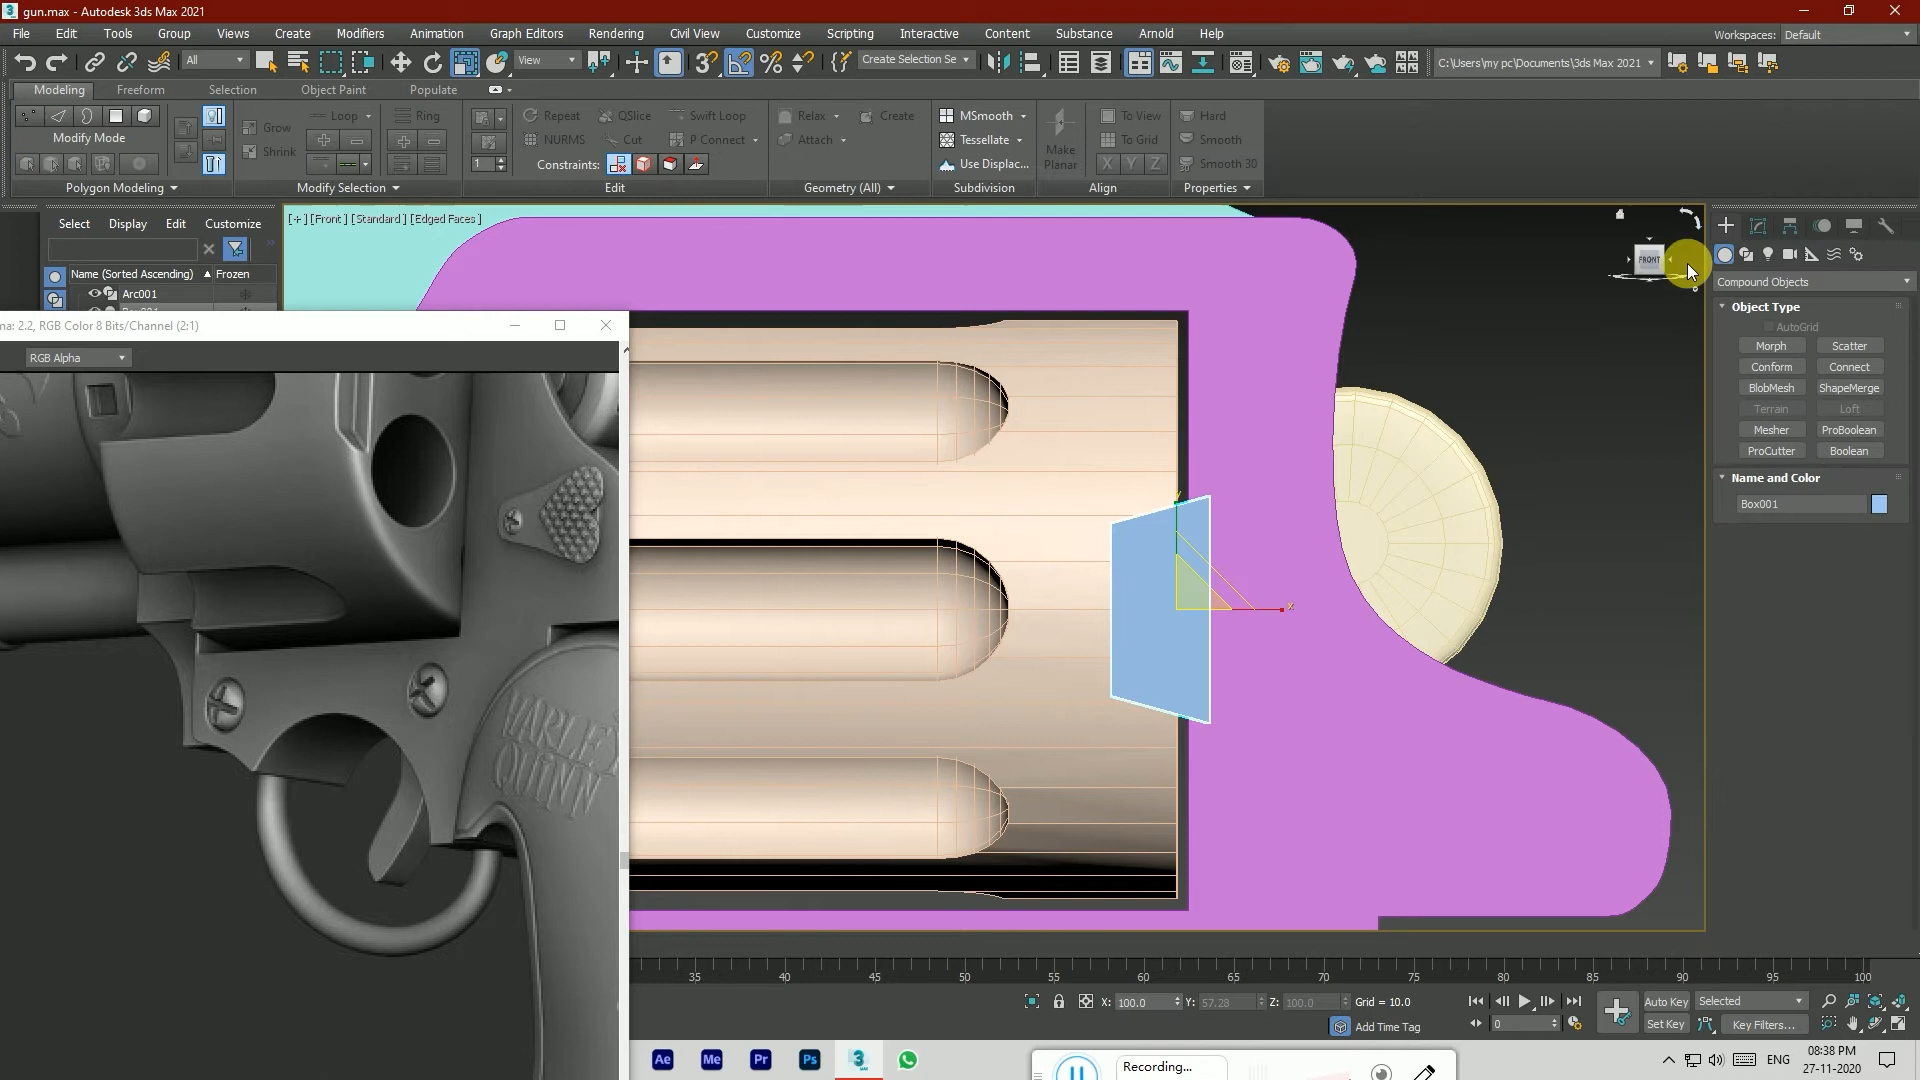 gun.max - Autodesk 3ds Max 2021
File Edit Tools Group Views Create Modifiers Animation Graph Editors Rendering Civil View Customize Scripting Interactive Content Substance Arnold Help
Workspaces: Default
All View Create Selection Se C:\Users\my pc\Documents\3ds Max 2021
Modeling Freeform Selection Object Paint Populate
Modify Mode
Polygon Modeling
Grow
Shrink
Loop Ring
Modify Selection
Repeat QSlice Swift Loop
NURMS Cut P Connect
1 Constraints:
Edit
Relax Create
Attach
Geometry (All)
MSmooth
Tessellate
Use Displac...
Subdivision
Make
Planar
To View
To Grid
X Y Z
Align
Hard
Smooth
Smooth 30
Properties
Select Display Edit Customize
Name (Sorted Ascending) Frozen
Arc001
[+] [Front] [Standard] [Edged Faces]
FRONT
ma: 2.2, RGB Color 8 Bits/Channel (2:1)
RGB Alpha
HARLEY
QUINN
y
x
Compound Objects
Object Type
AutoGrid
Morph Scatter
Conform Connect
BlobMesh ShapeMerge
Terrain Loft
Mesher ProBoolean
ProCutter Boolean
Name and Color
Box001
35 40 45 50 55 60 65 70 75 80 85 90 95 100
X: 100.0 Y: 57.28 Z: 100.0 Grid = 10.0
Add Time Tag
0
Auto Key Selected
Set Key Key Filters...
Ae Me Pr Ps 3
Recording...
ENG
08:38 PM
27-11-2020